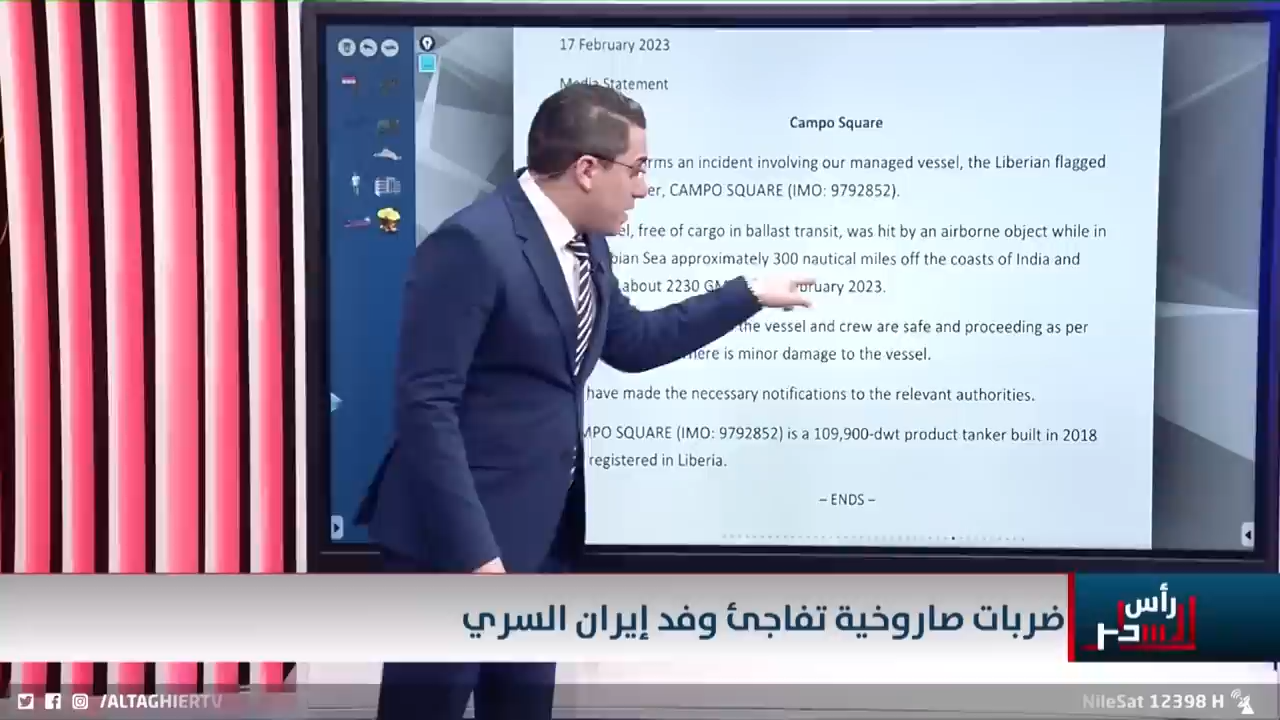 17 February 2023
Media Statement
Campo Square
rms an incident involving our managed vessel, the Liberian flagged
er, CAMPO SQUARE (IMO: 9792852).
el, free of cargo in ballast transit, was hit by an airborne object while in
bian Sea approximately 300 nautical miles off the coasts of India and
about 2230 GM bruary 2023.
the vessel and crew are safe and proceeding as per
here is minor damage to the vessel.
have made the necessary notifications to the relevant authorities.
MPO SQUARE (IMO: 9792852) is a 109,900-dwt product tanker built in 2018
registered in Liberia.
– ENDS –
رأس السطر
ضربات صاروخية تفاجئ وفد إيران السري
/ALTAGHIERTV
NileSat 12398 H